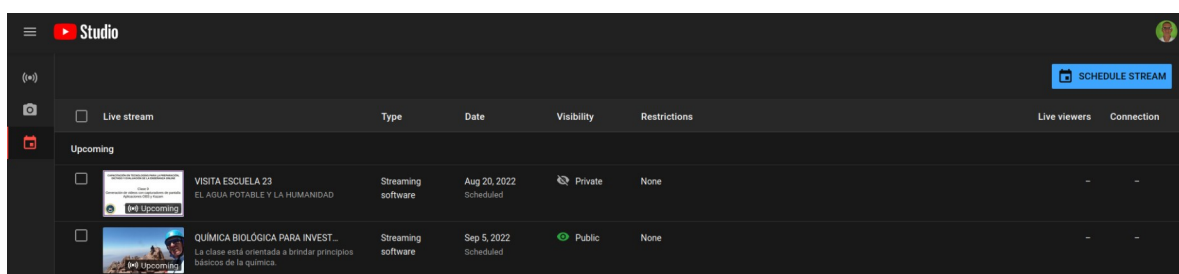 Studio
SCHEDULE STREAM
Live stream Type Date Visibility Restrictions Live viewers Connection
Upcoming
VISITA ESCUELA 23 Streaming Aug 20, 2022 Private None – –
EL AGUA POTABLE Y LA HUMANIDAD software Scheduled
Clase 6
Upcoming
QUÍMICA BIOLÓGICA PARA INVEST... Streaming Sep 5, 2022 Public None – –
La clase está orientada a brindar principios software Scheduled
básicos de la química.
Upcoming